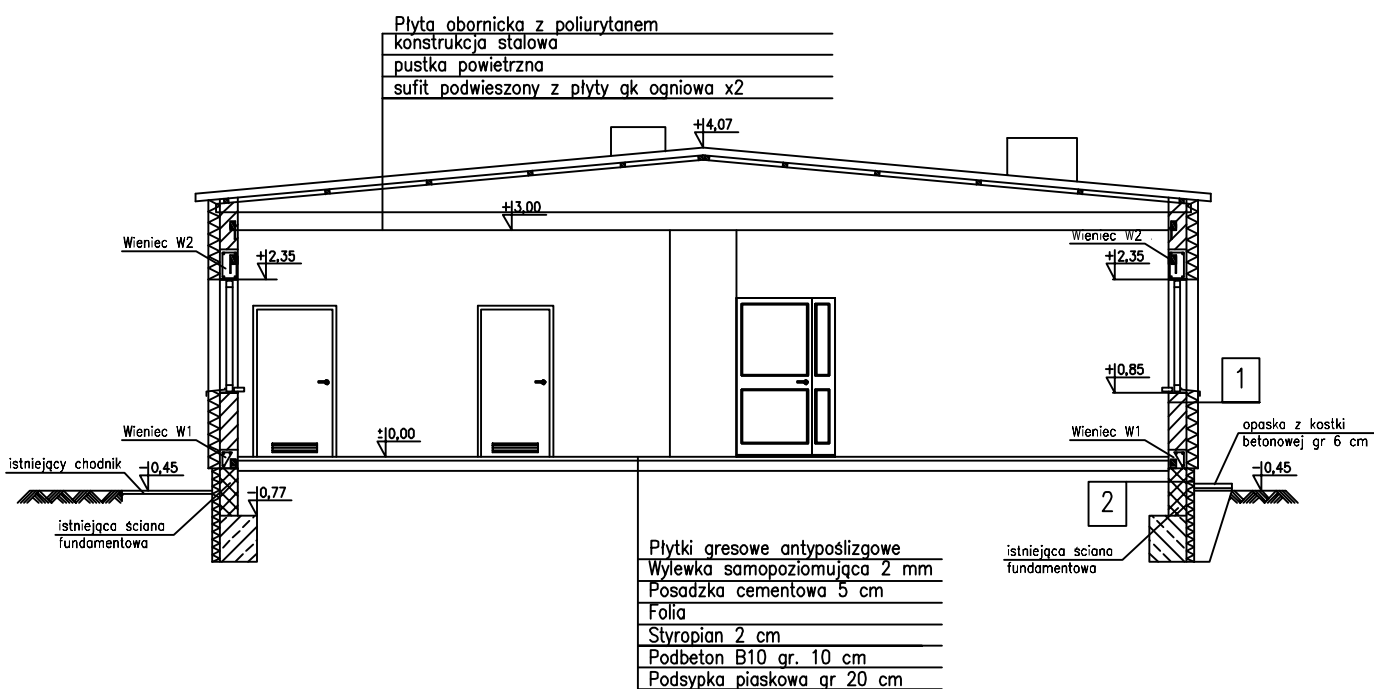 Płyta obornicka z poliurytanem
konstrukcja stalowa
pustka powietrzna
sufit podwieszony z płyty gk ogniowa x2
+4,07
+3,00
Wieniec W2
+2,35
Wieniec W2
+2,35
+0,85
1
Wieniec W1
±0,00
Wieniec W1
opaska z kostki
betonowej gr 6 cm
istniejący chodnik
-0,45
-0,45
-0,77
2
istniejąca ściana
fundamentowa
istniejąca sciana
fundamentowa
Płytki gresowe antypoślizgowe
Wylewka samopoziomująca 2 mm
Posadzka cementowa 5 cm
Folia
Styropian 2 cm
Podbeton B10 gr. 10 cm
Podsypka piaskowa gr 20 cm